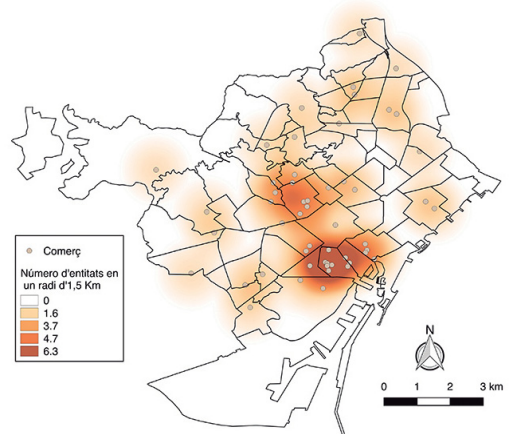 Comerç
Número d'entitats en
un radi d'1,5 Km
0
1.6
3.7
4.7
6.3
N
0 1 2 3 km